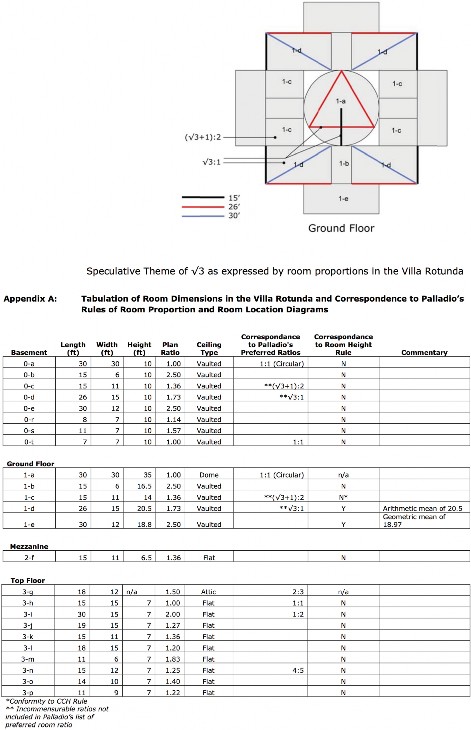 1-d 1-d
1-c 1-c
1-a
1-c 1-c
(√3+1):2
√3:1
1-d 1-b 1-d
1-e
15'
26'
30'
Ground Floor
Speculative Theme of √3 as expressed by room proportions in the Villa Rotunda
Appendix A: Tabulation of Room Dimensions in the Villa Rotunda and Correspondence to Palladio's
Rules of Room Proportion and Room Location Diagrams
Correspondance Correspondance
Length Width Height Plan Ceiling to Palladio's to Room Height
Basement (ft) (ft) (ft) Ratio Type Preferred Ratios Rule Commentary
0-a 30 30 10 1.00 Vaulted 1:1 (Circular) N
0-b 15 6 10 2.50 Vaulted N
0-c 15 11 10 1.36 Vaulted **(√3+1):2 N
0-d 26 15 10 1.73 Vaulted **√3:1 N
0-e 30 12 10 2.50 Vaulted N
0-r 8 7 10 1.14 Vaulted N
0-s 11 7 10 1.57 Vaulted N
0-t 7 7 10 1.00 Vaulted 1:1 N
Ground Floor
1-a 30 30 35 1.00 Dome 1:1 (Circular) n/a
1-b 15 6 16.5 2.50 Vaulted N
1-c 15 11 14 1.36 Vaulted **(√3+1):2 N*
1-d 26 15 20.5 1.73 Vaulted **√3:1 Y Arithmetic mean of 20.5
1-e 30 12 18.8 2.50 Vaulted Y Geometric mean of
18.97
Mezzanine
2-f 15 11 6.5 1.36 Flat N
Top Floor
3-g 18 12 n/a 1.50 Attic 2:3 n/a
3-h 15 15 7 1.00 Flat 1:1 N
3-i 30 15 7 2.00 Flat 1:2 N
3-j 19 15 7 1.27 Flat N
3-k 15 11 7 1.36 Flat N
3-l 18 15 7 1.20 Flat N
3-m 11 6 7 1.83 Flat N
3-n 15 12 7 1.25 Flat 4:5 N
3-o 14 10 7 1.40 Flat N
3-p 11 9 7 1.22 Flat N
*Conformity to CCH Rule
** Incommensurable ratios not
included in Palladio's list of
preferred room ratio